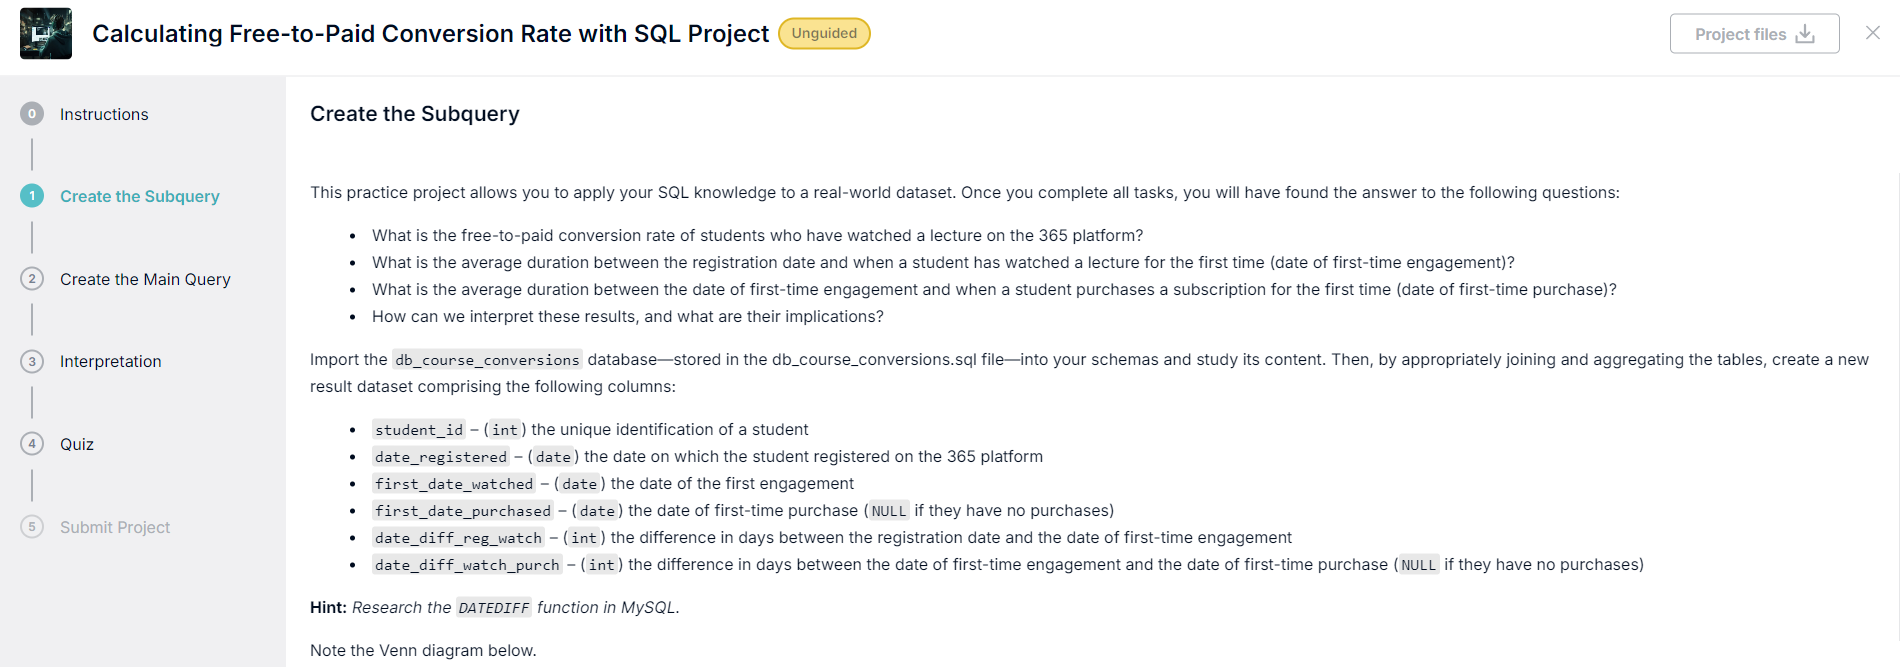 Calculating Free-to-Paid Conversion Rate with SQL Project
Unguided
Project files
0 Instructions
1 Create the Subquery
2 Create the Main Query
3 Interpretation
4 Quiz
5 Submit Project
Create the Subquery
This practice project allows you to apply your SQL knowledge to a real-world dataset. Once you complete all tasks, you will have found the answer to the following questions:
• What is the free-to-paid conversion rate of students who have watched a lecture on the 365 platform?
• What is the average duration between the registration date and when a student has watched a lecture for the first time (date of first-time engagement)?
• What is the average duration between the date of first-time engagement and when a student purchases a subscription for the first time (date of first-time purchase)?
• How can we interpret these results, and what are their implications?
Import the db_course_conversions database—stored in the db_course_conversions.sql file—into your schemas and study its content. Then, by appropriately joining and aggregating the tables, create a new
result dataset comprising the following columns:
• student_id – (int) the unique identification of a student
• date_registered – (date) the date on which the student registered on the 365 platform
• first_date_watched – (date) the date of the first engagement
• first_date_purchased – (date) the date of first-time purchase (NULL if they have no purchases)
• date_diff_reg_watch – (int) the difference in days between the registration date and the date of first-time engagement
• date_diff_watch_purch – (int) the difference in days between the date of first-time engagement and the date of first-time purchase (NULL if they have no purchases)
Hint: Research the DATEDIFF function in MySQL.
Note the Venn diagram below.